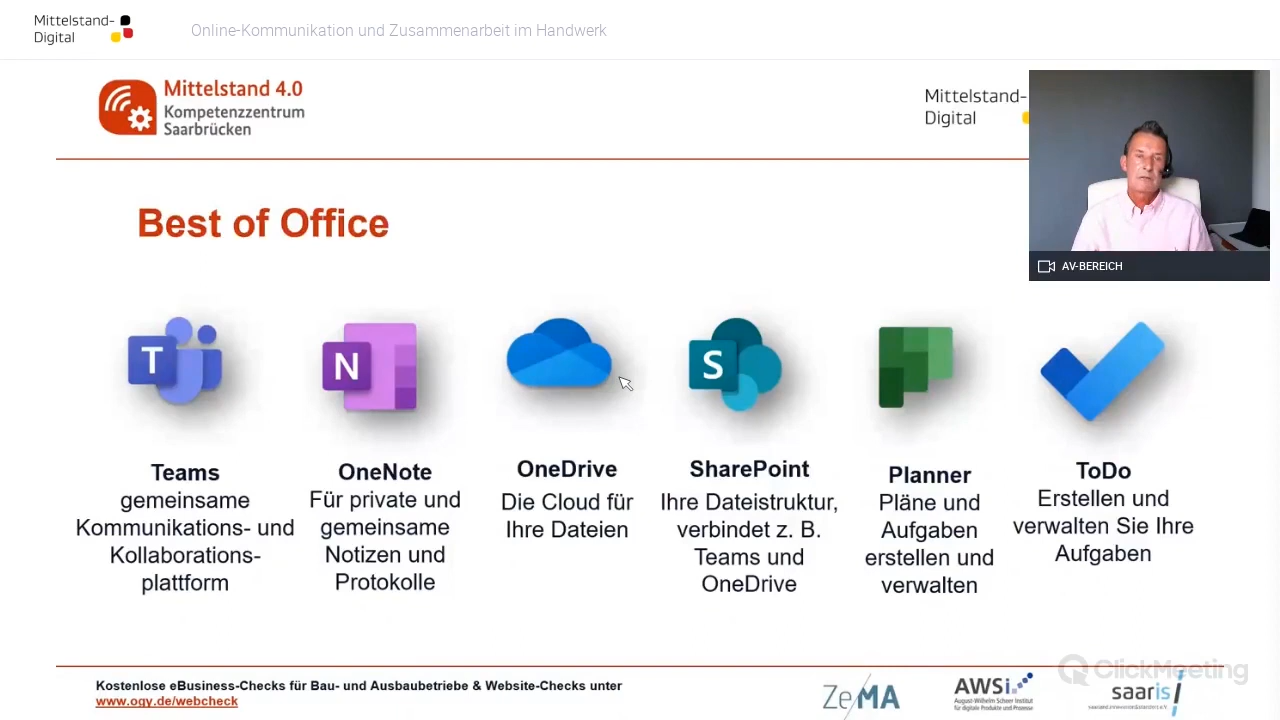 Mittelstand-
Digital
Online-Kommunikation und Zusammenarbeit im Handwerk
Mittelstand 4.0
Kompetenzzentrum
Saarbrücken
Mittelstand-
Digital
AV-BEREICH
Best of Office
T
N
S
Teams
gemeinsame
Kommunikations- und
Kollaborations-
plattform
OneNote
Für private und
gemeinsame
Notizen und
Protokolle
OneDrive
Die Cloud für
Ihre Dateien
SharePoint
Ihre Dateistruktur,
verbindet z. B.
Teams und
OneDrive
Planner
Pläne und
Aufgaben
erstellen und
verwalten
ToDo
Erstellen und
verwalten Sie Ihre
Aufgaben
Kostenlose eBusiness-Checks für Bau- und Ausbaubetriebe & Website-Checks unter
www.ogy.de/webcheck
ZeMA
AWSi
August-Wilhelm Scheer Institut
für digitale Produkte und Prozesse
ClickMeeting
saaris